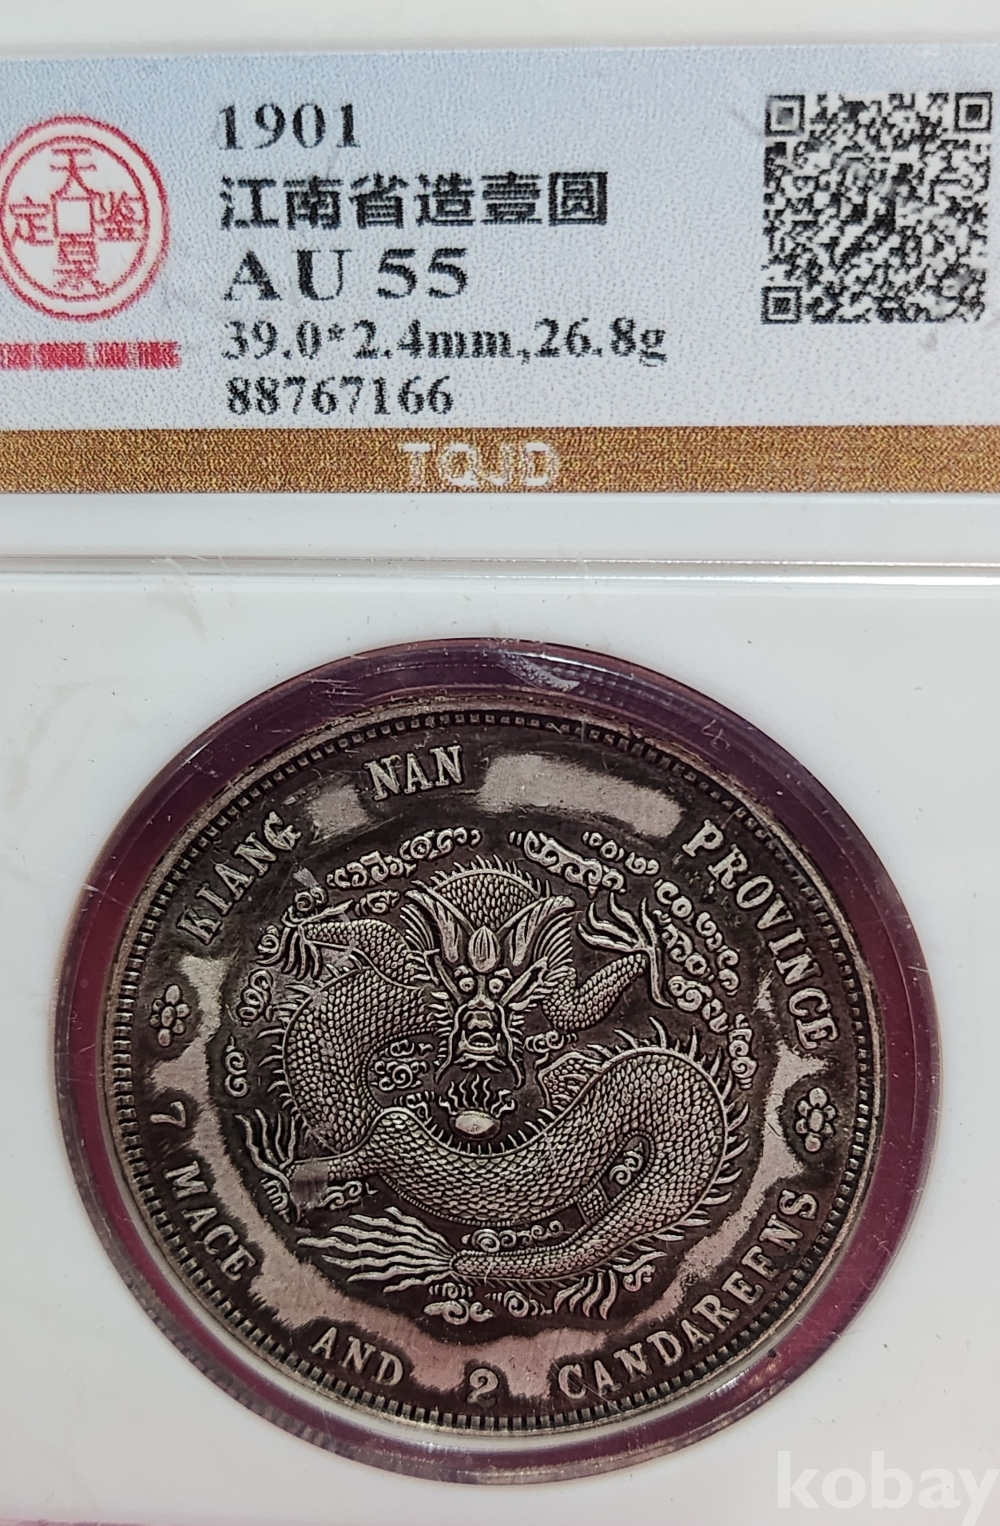 天泉鉴定
1901
江南省造壹圆
AU 55
39.0*2.4mm,26.8g
88767166
TQJD
KIANG NAN PROVINCE
7 MACE AND 2 CANDAREENS
kobay